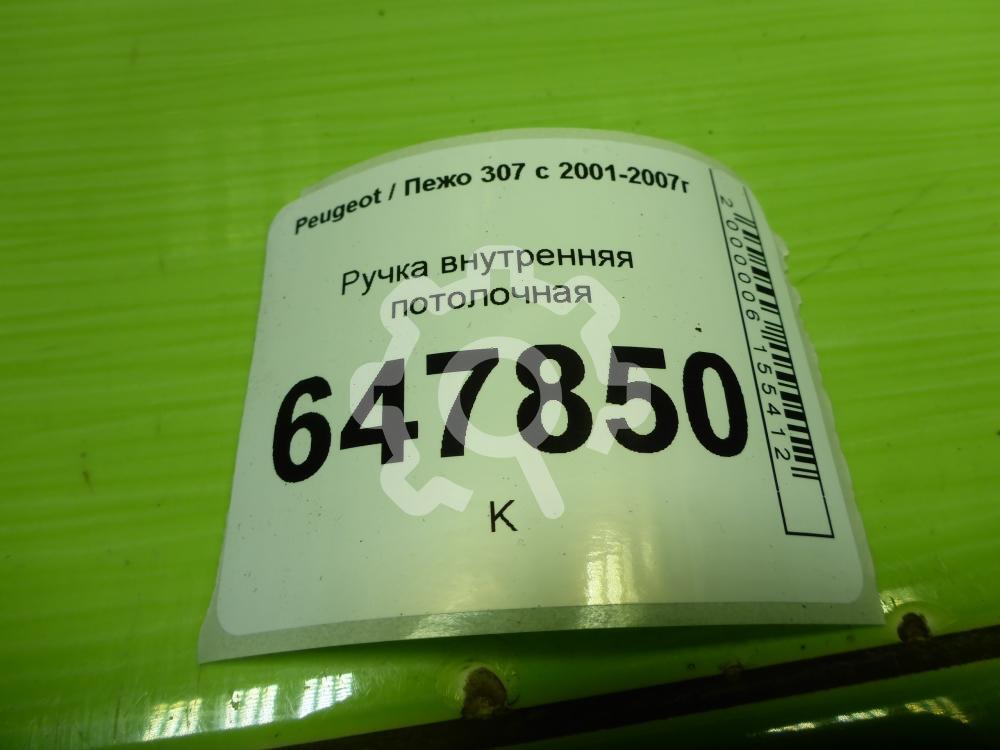 Peugeot / Пежо 307 с 2001-2007г
Ручка внутренняя
потолочная
647850
К
2000006155412